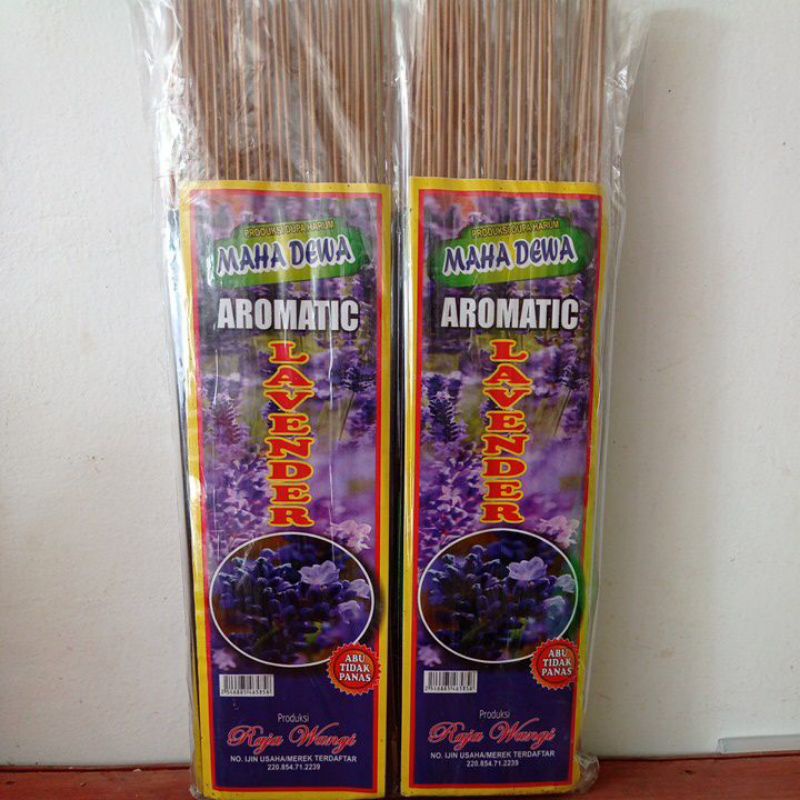 PRODUKSI DUPA HARUM
MAHA DEWA
AROMATIC
LAVENDER
ABU
TIDAK
PANAS
Produksi
Raja Wangi
NO. IJIN USAHA/MEREK TERDAFTAR
220.854.71.2239
PRODUKSI DUPA HARUM
MAHA DEWA
AROMATIC
LAVENDER
ABU
TIDAK
PANAS
Produksi
Raja Wangi
NO. IJIN USAHA/MEREK TERDAFTAR
220.854.71.2239